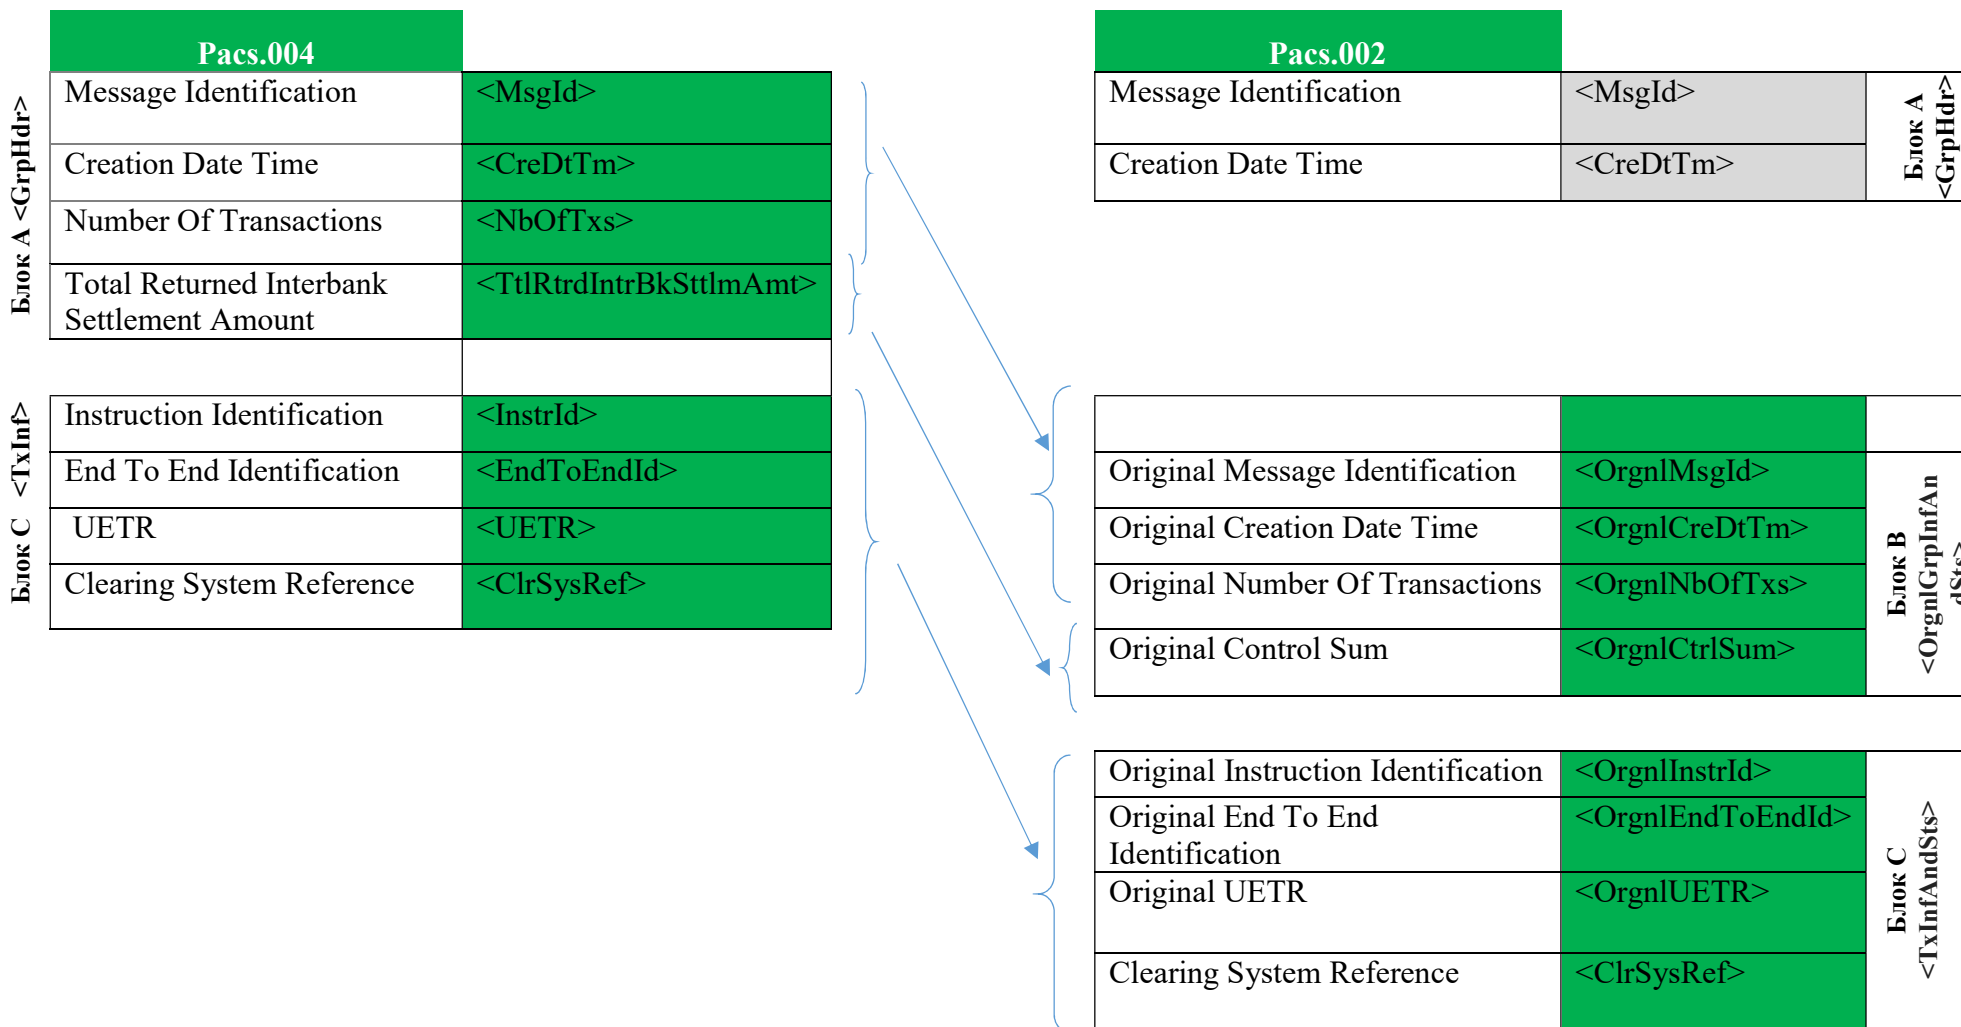 Pacs.004
Блок А <GrpHdr>
Message Identification <MsgId>
Creation Date Time <CreDtTm>
Number Of Transactions <NbOfTxs>
Total Returned Interbank <TtlRtrdIntrBkSttlmAmt>
Settlement Amount
Блок С <TxInf>
Instruction Identification <InstrId>
End To End Identification <EndToEndId>
UETR <UETR>
Clearing System Reference <ClrSysRef>
Pacs.002
Message Identification <MsgId>
Creation Date Time <CreDtTm>
Блок А
<GrpHdr>
Original Message Identification <OrgnlMsgId>
Original Creation Date Time <OrgnlCreDtTm>
Original Number Of Transactions <OrgnlNbOfTxs>
Original Control Sum <OrgnlCtrlSum>
Блок В
<OrgnlGrpInfAn
dSts>
Original Instruction Identification <OrgnlInstrId>
Original End To End <OrgnlEndToEndId>
Identification
Original UETR <OrgnlUETR>
Clearing System Reference <ClrSysRef>
Блок С
<TxInfAndSts>